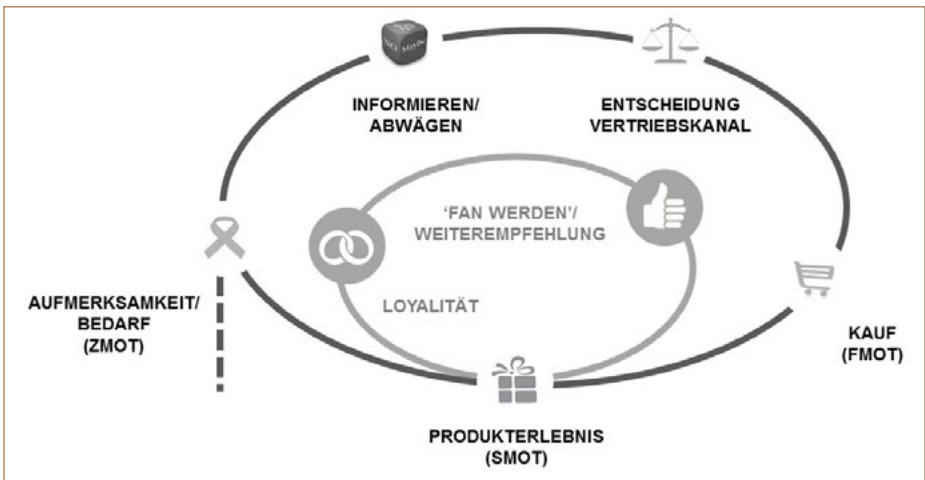 INFORMIEREN/
ABWÄGEN
ENTSCHEIDUNG
VERTRIEBSKANAL
'FAN WERDEN'/
WEITEREMPFEHLUNG
LOYALITÄT
AUFMERKSAMKEIT/
BEDARF
(ZMOT)
KAUF
(FMOT)
PRODUKTERLEBNIS
(SMOT)